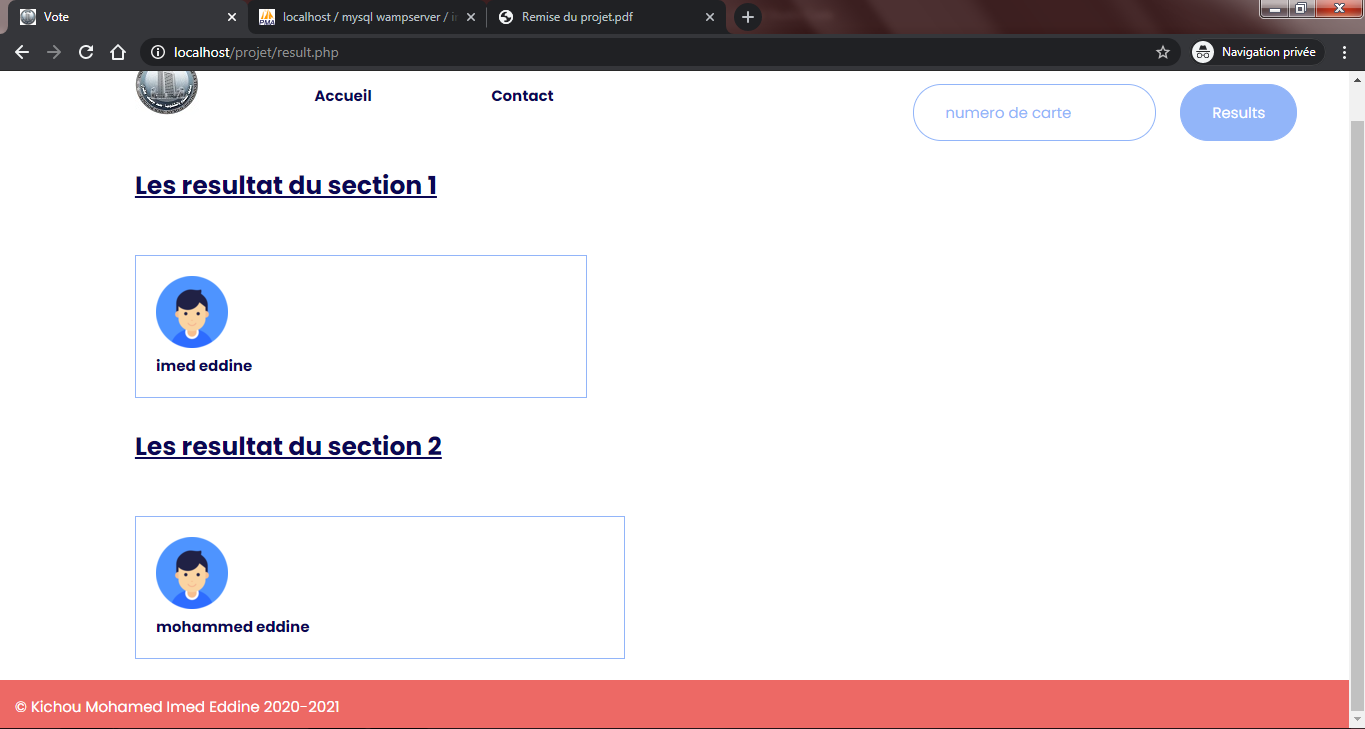 Vote
localhost / mysql wampserver / i
Remise du projet.pdf
localhost/projet/result.php
Navigation privée
Accueil
Contact
numero de carte
Results
Les resultat du section 1
imed eddine
Les resultat du section 2
mohammed eddine
© Kichou Mohamed Imed Eddine 2020-2021